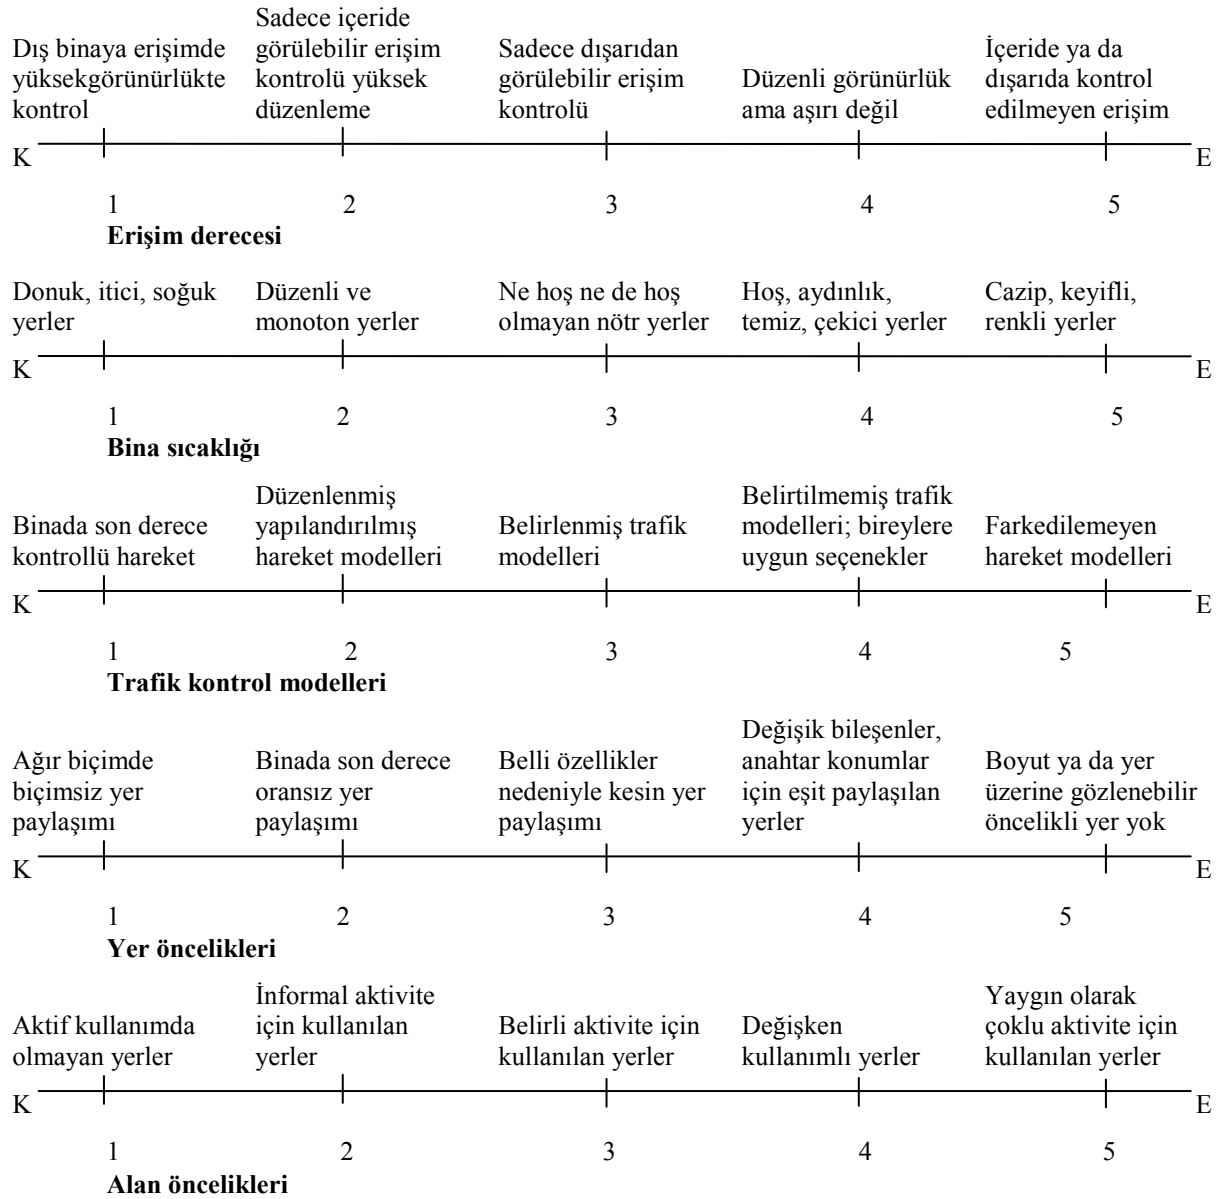 Dış binaya erişimde
yüksekgörünürlükte
kontrol
Sadece içeride
görülebilir erişim
kontrolü yüksek
düzenleme
Sadece dışarıdan
görülebilir erişim
kontrolü
Düzenli görünürlük
ama aşırı değil
İçeride ya da
dışarıda kontrol
edilmeyen erişim
K E
1 2 3 4 5
Erişim derecesi
Donuk, itici, soğuk
yerler
Düzenli ve
monoton yerler
Ne hoş ne de hoş
olmayan nötr yerler
Hoş, aydınlık,
temiz, çekici yerler
Cazip, keyifli,
renkli yerler
K E
1 2 3 4 5
Bina sıcaklığı
Binada son derece
kontrollü hareket
Düzenlenmiş
yapılandırılmış
hareket modelleri
Belirlenmiş trafik
modelleri
Belirtilmemiş trafik
modelleri; bireylere
uygun seçenekler
Farkedilemeyen
hareket modelleri
K E
1 2 3 4 5
Trafik kontrol modelleri
Ağır biçimde
biçimsiz yer
paylaşımı
Binada son derece
oransız yer
paylaşımı
Belli özellikler
nedeniyle kesin yer
paylaşımı
Değişik bileşenler,
anahtar konumlar
için eşit paylaşılan
yerler
Boyut ya da yer
üzerine gözlenebilir
öncelikli yer yok
K E
1 2 3 4 5
Yer öncelikleri
Aktif kullanımda
olmayan yerler
İnformal aktivite
için kullanılan
yerler
Belirli aktivite için
kullanılan yerler
Değişken
kullanımlı yerler
Yaygın olarak
çoklu aktivite için
kullanılan yerler
K E
1 2 3 4 5
Alan öncelikleri